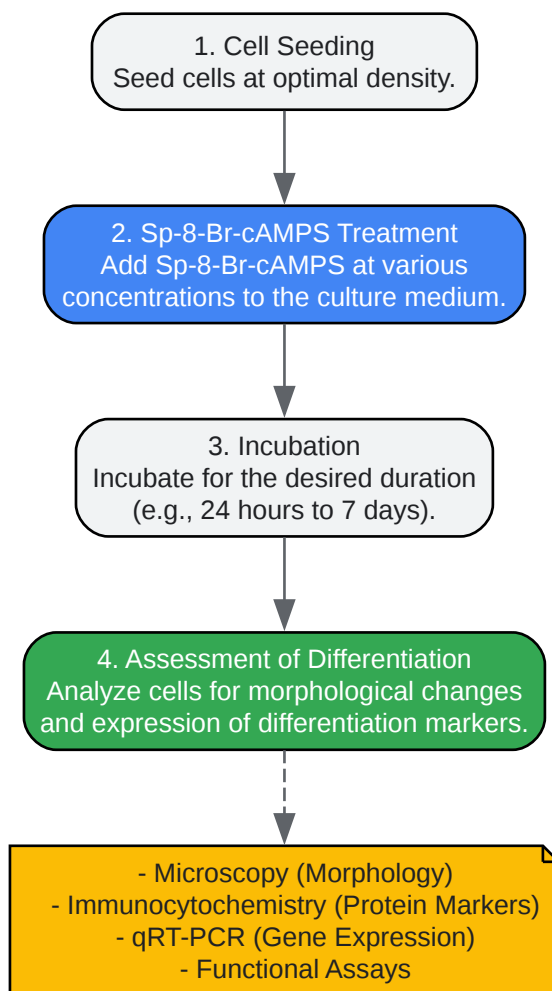 1. Cell Seeding
Seed cells at optimal density.
2. Sp-8-Br-cAMPS Treatment
Add Sp-8-Br-cAMPS at various
concentrations to the culture medium.
3. Incubation
Incubate for the desired duration
(e.g., 24 hours to 7 days).
4. Assessment of Differentiation
Analyze cells for morphological changes
and expression of differentiation markers.
- Microscopy (Morphology)
- Immunocytochemistry (Protein Markers)
- qRT-PCR (Gene Expression)
- Functional Assays